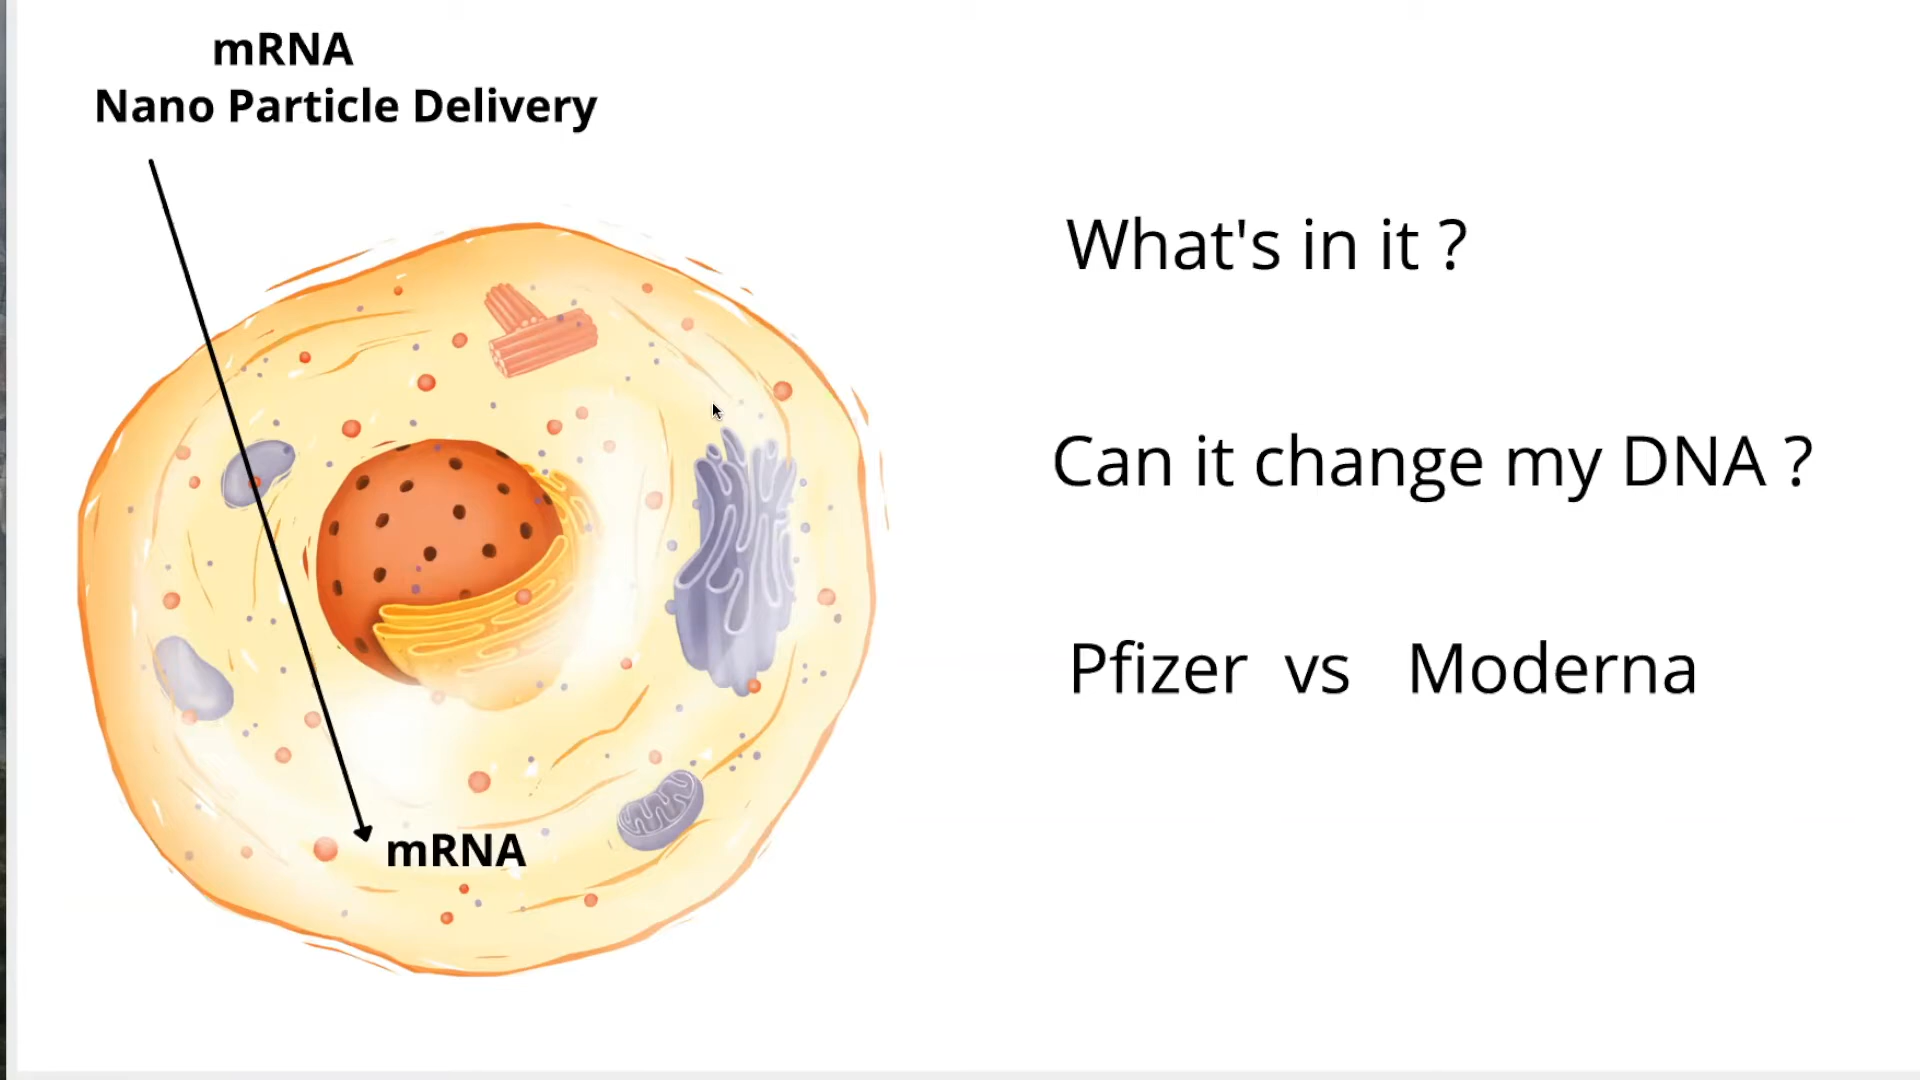 mRNA
Nano Particle Delivery
What's in it ?
Can it change my DNA ?
Pfizer vs Moderna
mRNA